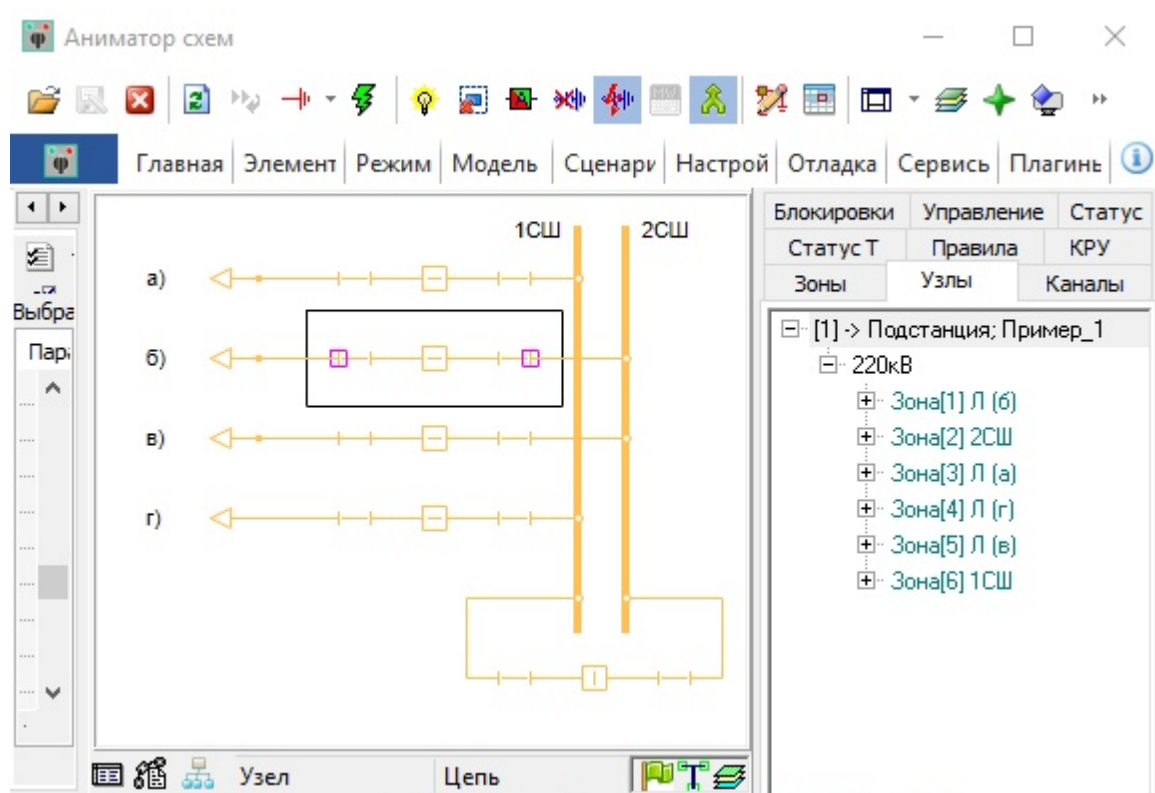 Аниматор схем
Главная Элемент Режим Модель Сценари Настрой Отладка Сервисы Плагинь
Блокировки Управление Статус
Статус Т Правила КРУ
Зоны Узлы Каналы
Выбра
Пара
1СШ 2СШ
а)
б)
в)
г)
[1] -> Подстанция; Пример_1
220кВ
Зона[1] Л (б)
Зона[2] 2СШ
Зона[3] Л (а)
Зона[4] Л (г)
Зона[5] Л (в)
Зона[6] 1СШ
Узел Цепь